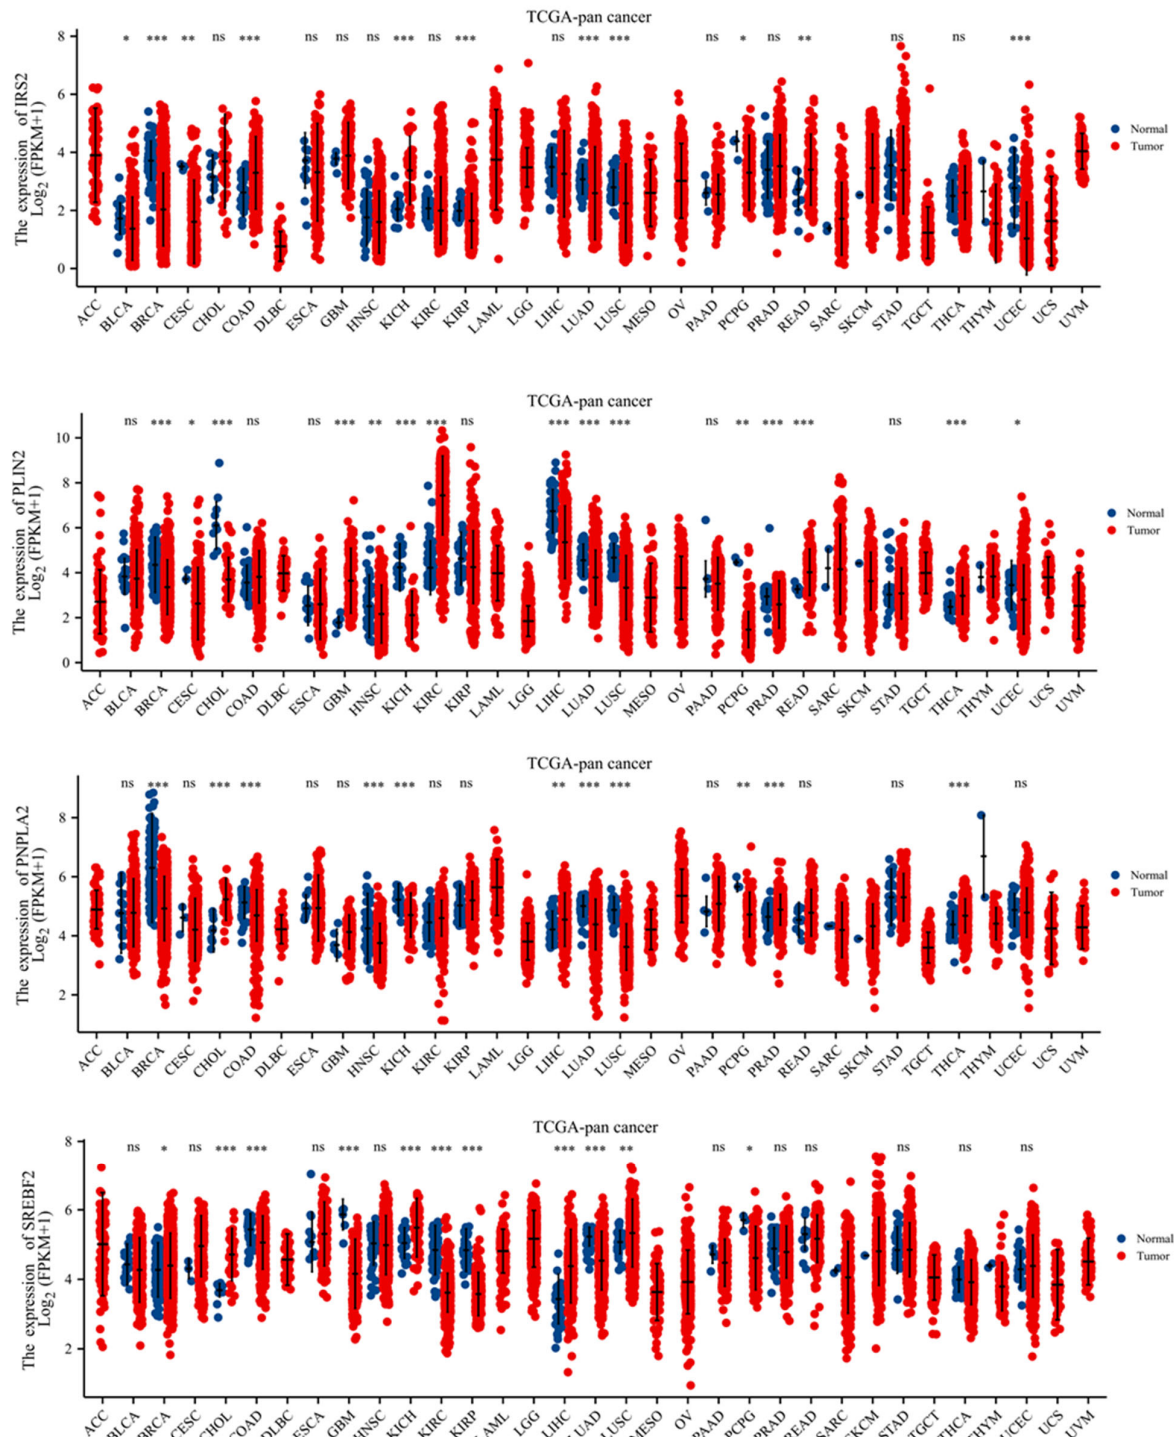 TCGA-pan cancer
The expression of IRS2
Log2 (FPKM+1)
8
6
4
2
0
* *** ** ns *** ns ns ns *** ns *** ns *** *** ns * ns ** ns ns ***
Normal
Tumor
ACC BLCA BRCA CESC CHOL COAD DLBC ESCA GBM HNSC KICH KIRC KIRP LAML LGG LIHC LUAD LUSC MESO OV PAAD PCPG PRAD READ SARC SKCM STAD TGCT THCA THYM UCEC UCS UVM
TCGA-pan cancer
The expression of PLIN2
Log2 (FPKM+1)
10
8
6
4
2
0
ns *** * *** ns ns *** ** *** *** ns *** *** *** ns ** *** *** ns *** *
Normal
Tumor
ACC BLCA BRCA CESC CHOL COAD DLBC ESCA GBM HNSC KICH KIRC KIRP LAML LGG LIHC LUAD LUSC MESO OV PAAD PCPG PRAD READ SARC SKCM STAD TGCT THCA THYM UCEC UCS UVM
TCGA-pan cancer
The expression of PNPLA2
Log2 (FPKM+1)
8
6
4
2
ns *** ns *** *** ns ns *** *** ns ns ** *** *** ns ** *** ns ns *** ns
Normal
Tumor
ACC BLCA BRCA CESC CHOL COAD DLBC ESCA GBM HNSC KICH KIRC KIRP LAML LGG LIHC LUAD LUSC MESO OV PAAD PCPG PRAD READ SARC SKCM STAD TGCT THCA THYM UCEC UCS UVM
TCGA-pan cancer
The expression of SREBF2
Log2 (FPKM+1)
8
6
4
2
ns * ns *** *** ns *** ns *** *** *** *** *** ** ns * ns ns ns ns ns
Normal
Tumor
ACC BLCA BRCA CESC CHOL COAD DLBC ESCA GBM HNSC KICH KIRC KIRP LAML LGG LIHC LUAD LUSC MESO OV PAAD PCPG PRAD READ SARC SKCM STAD TGCT THCA THYM UCEC UCS UVM